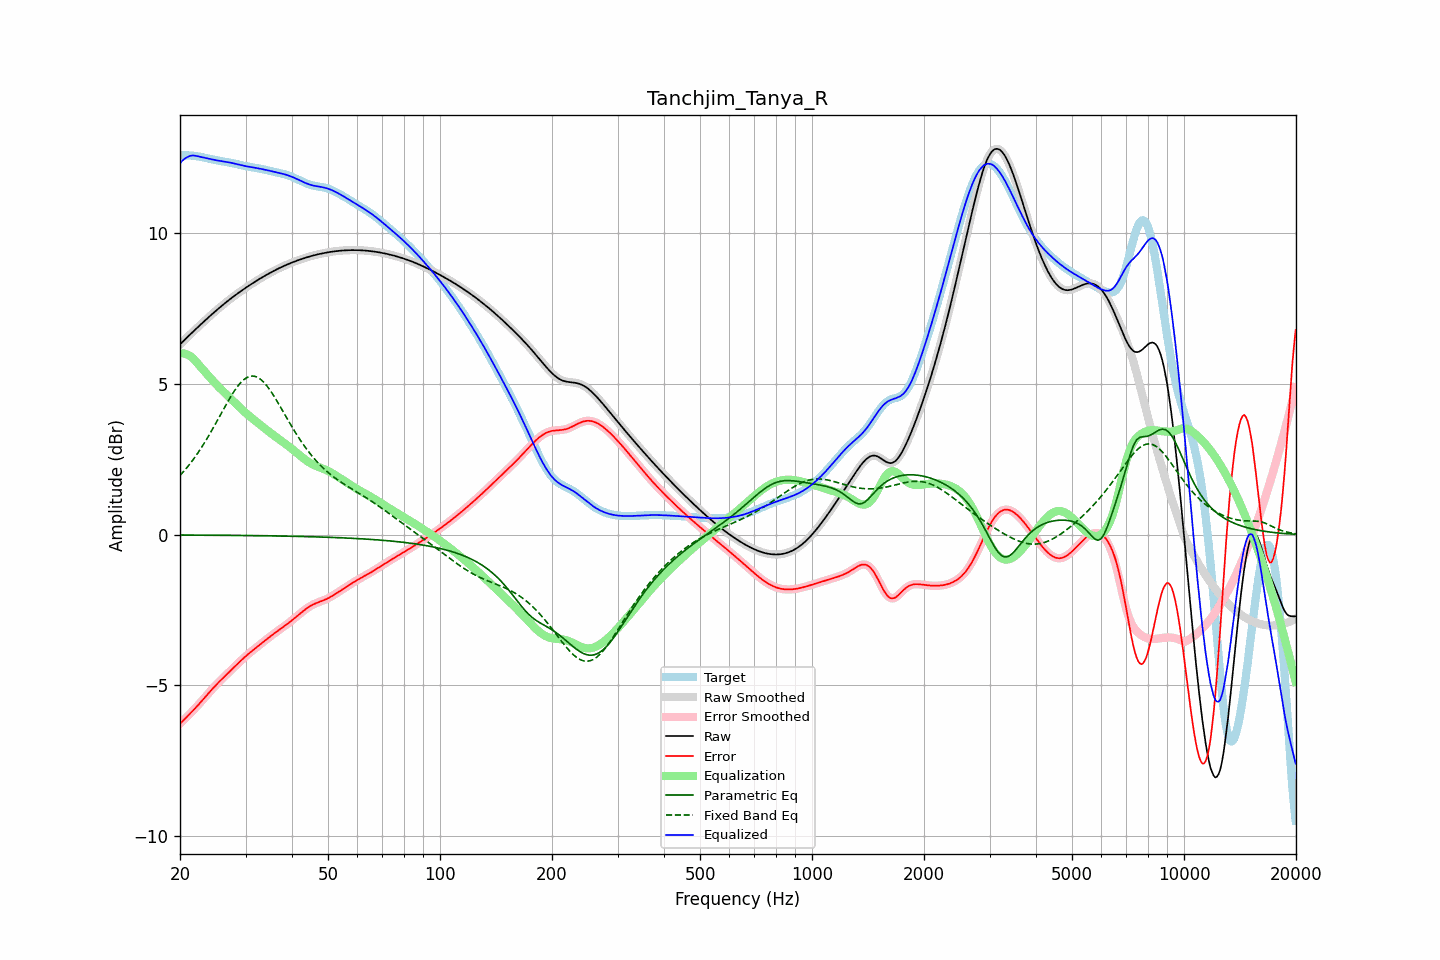 Tanchjim_Tanya_R
Amplitude (dBr)
10
5
0
−5
−10
Target
Raw Smoothed
Error Smoothed
Raw
Error
Equalization
Parametric Eq
Fixed Band Eq
Equalized
20
50
100
200
500
1000
2000
5000
10000
20000
Frequency (Hz)